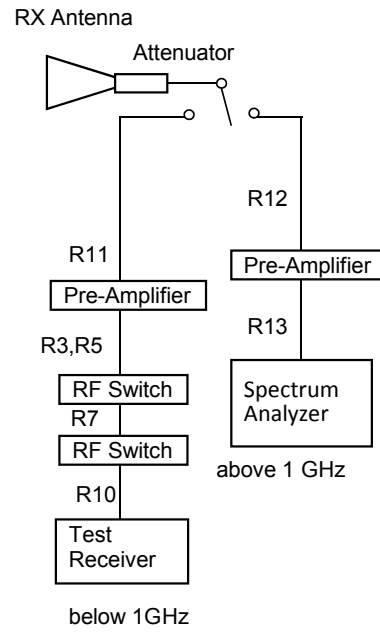 RX Antenna
Attenuator
R12
R11
Pre-Amplifier
Pre-Amplifier
R13
R3,R5
RF Switch
Spectrum
Analyzer
R7
RF Switch
above 1 GHz
R10
Test
Receiver
below 1GHz